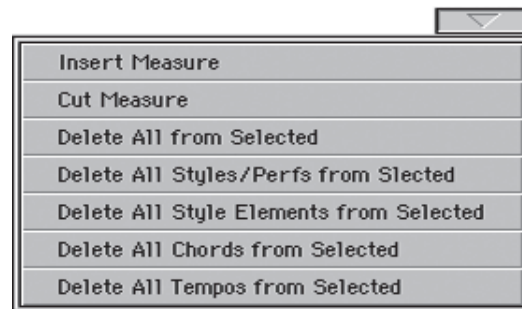 Insert Measure
Cut Measure
Delete All from Selected
Delete All Styles/Perfs from Slected
Delete All Style Elements from Selected
Delete All Chords from Selected
Delete All Tempos from Selected